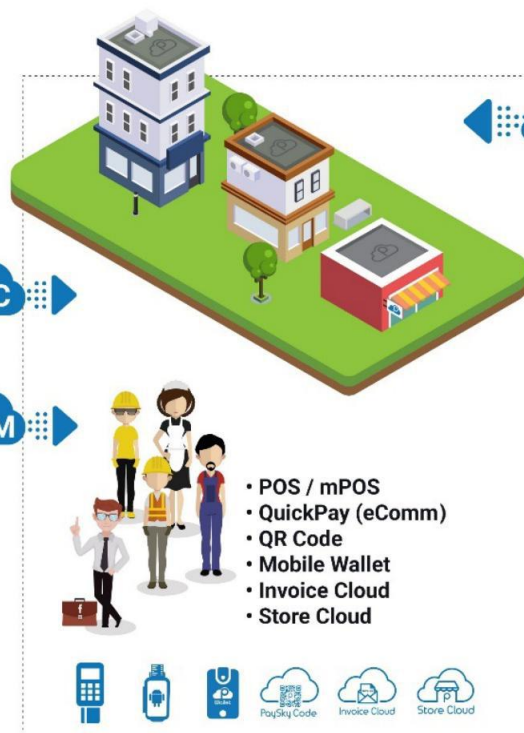 C
M
• POS / mPOS
• QuickPay (eComm)
• QR Code
• Mobile Wallet
• Invoice Cloud
• Store Cloud
PaySky Code
Invoice Cloud
Store Cloud